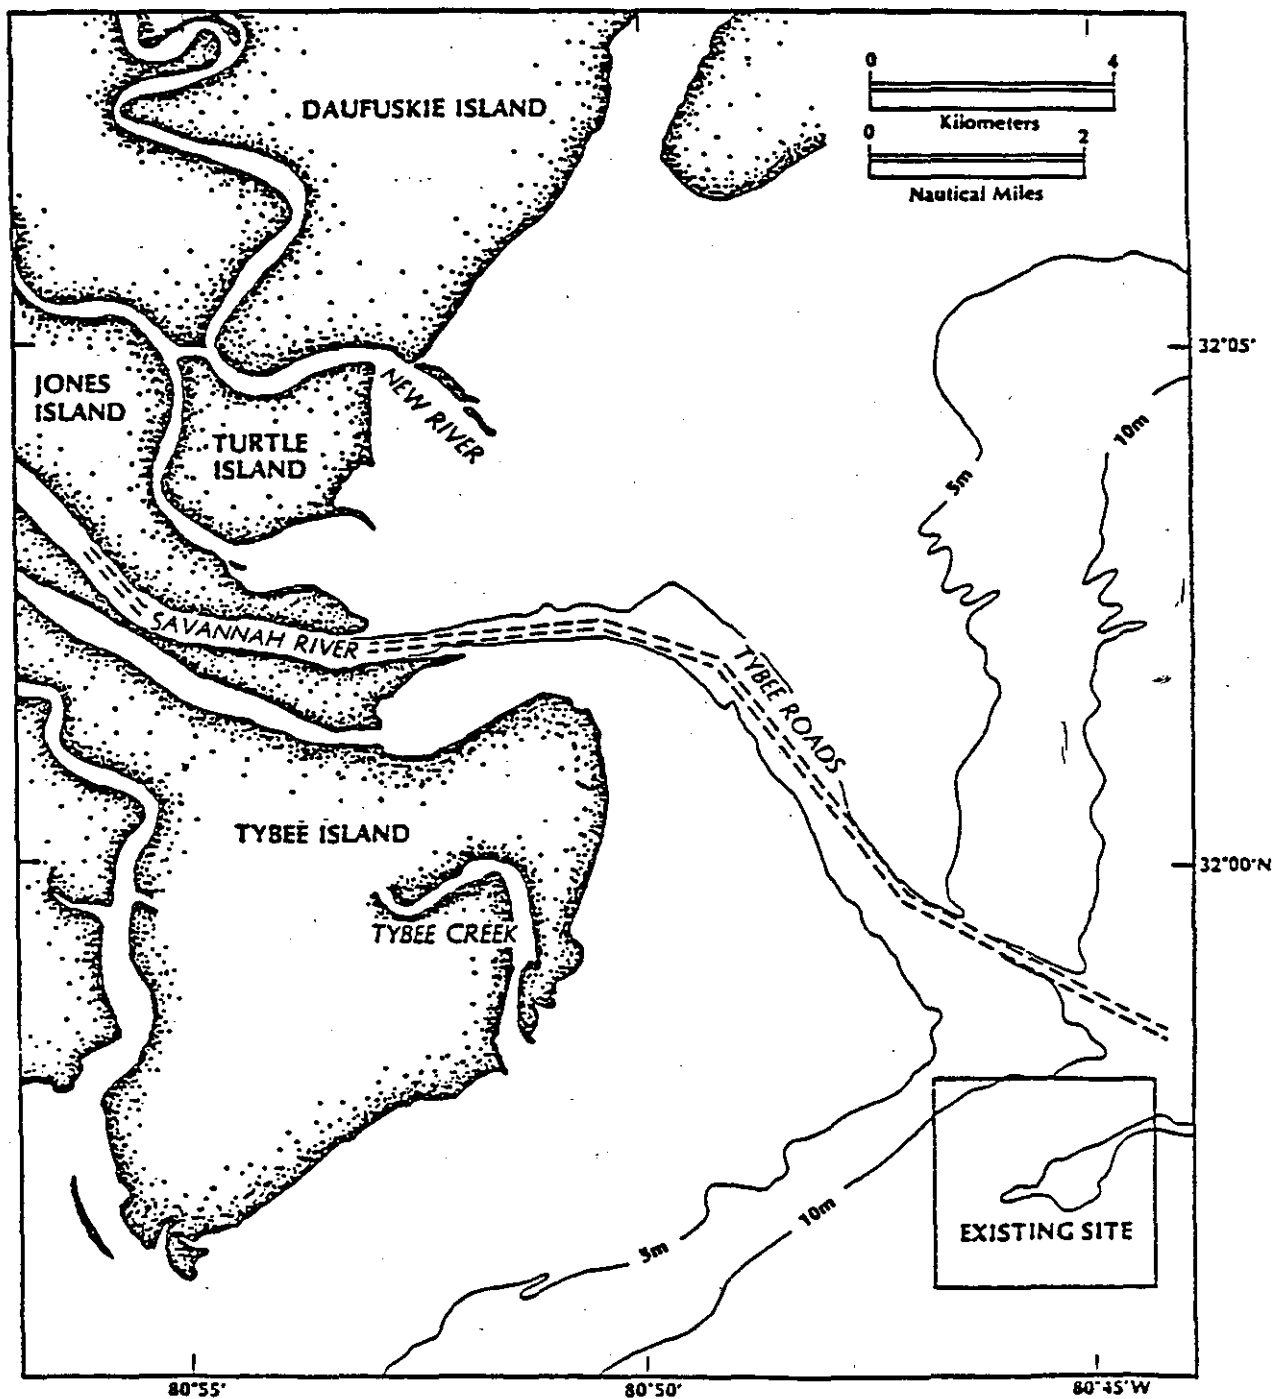 0 4
Kilometers
0 2
Nautical Miles
DAUFUSKIE ISLAND
32°05'
JONES
ISLAND
NEW RIVER
10m
TURTLE
ISLAND
5m
SAVANNAH RIVER
TYBEE ROADS
TYBEE ISLAND
32°00'N
TYBEE CREEK
10m
EXISTING SITE
5m
80°55'
80°50'
80°45'W